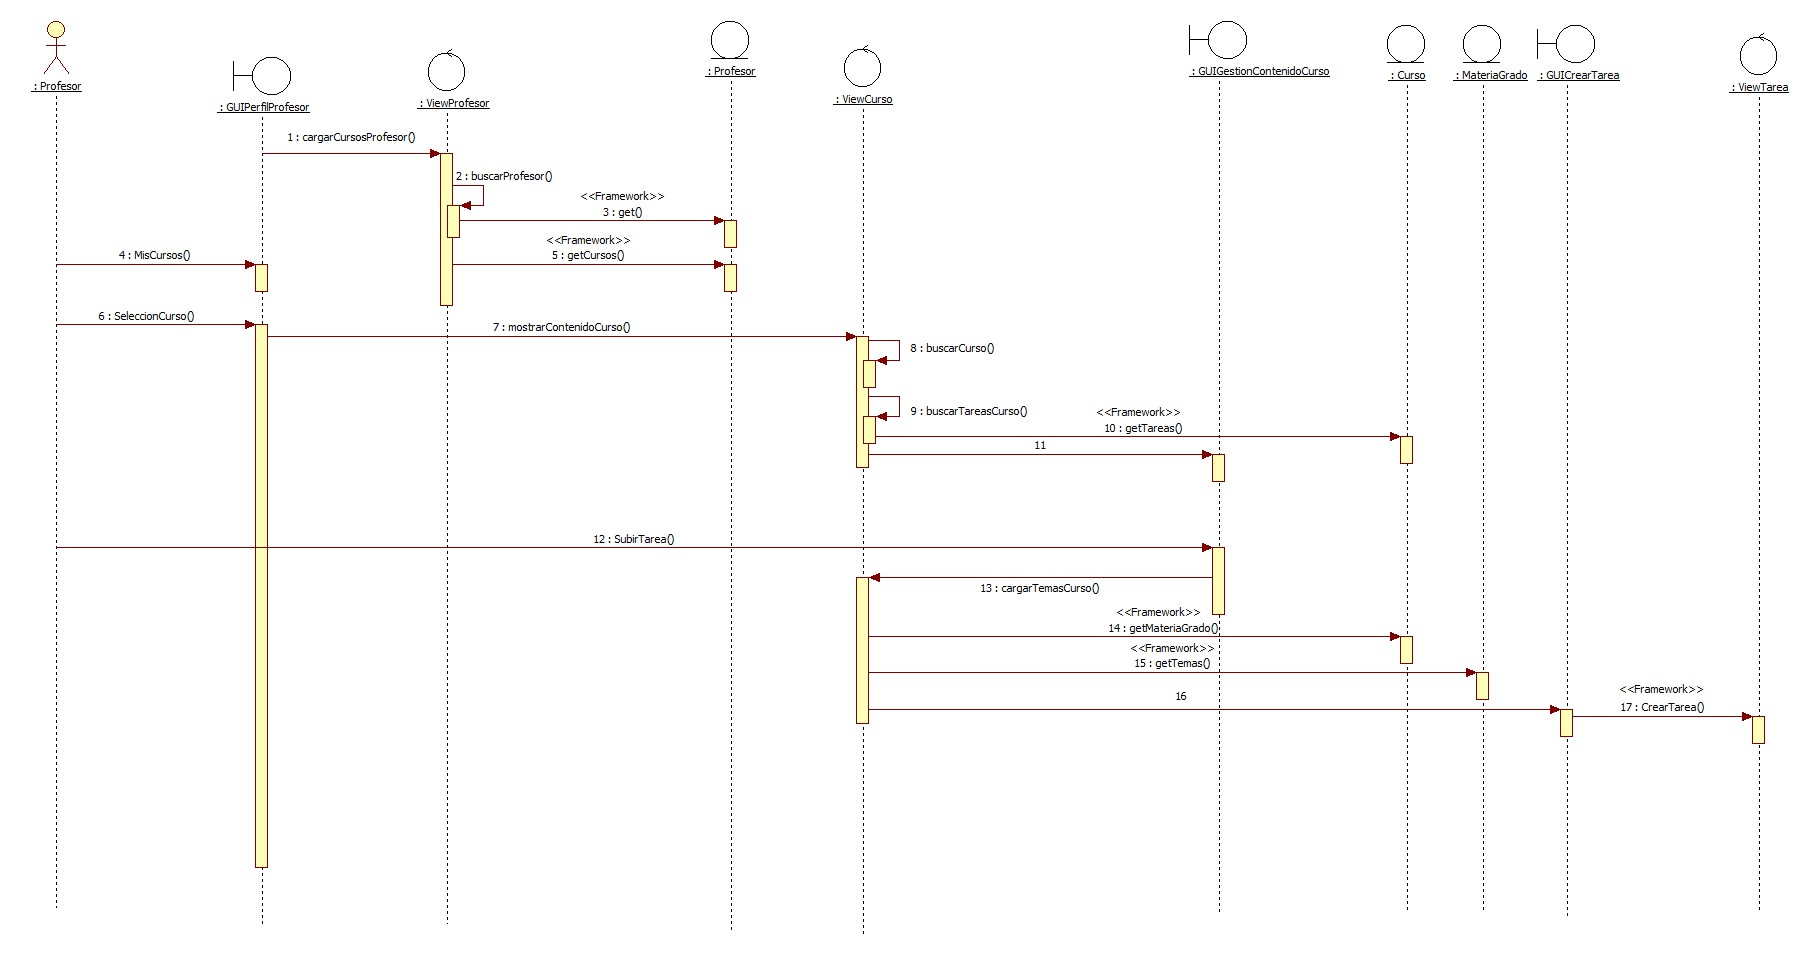 : Profesor
: GUIPerfilProfesor
: ViewProfesor
: Profesor
: ViewCurso
: GUIGestionContenidoCurso
: Curso
: MateriaGrado
: GUICrearTarea
: ViewTarea
1 : cargarCursosProfesor()
2 : buscarProfesor()
<<Framework>>
3 : get()
<<Framework>>
4 : MisCursos()
5 : getCursos()
6 : SeleccionCurso()
7 : mostrarContenidoCurso()
8 : buscarCurso()
9 : buscarTareasCurso()
<<Framework>>
10 : getTareas()
11
12 : SubirTarea()
13 : cargarTemasCurso()
<<Framework>>
14 : getMateriaGrado()
<<Framework>>
15 : getTemas()
16
<<Framework>>
17 : CrearTarea()